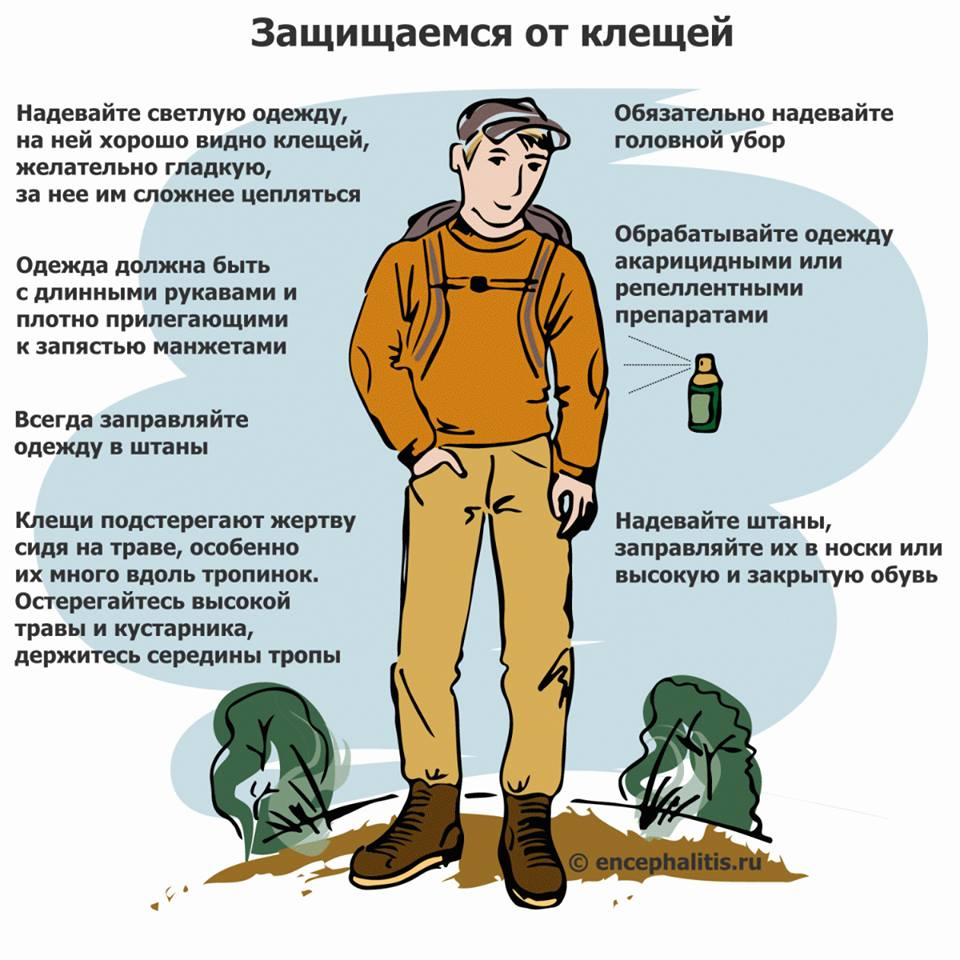 Защищаемся от клещей
Надевайте светлую одежду,
на ней хорошо видно клещей,
желательно гладкую,
за нее им сложнее цепляться
Одежда должна быть
с длинными рукавами и
плотно прилегающими
к запястью манжетами
Всегда заправляйте
одежду в штаны
Клещи подстерегают жертву
сидя на траве, особенно
их много вдоль тропинок.
Остерегайтесь высокой
травы и кустарника,
держитесь середины тропы
Обязательно надевайте
головной убор
Обрабатывайте одежду
акарицидными или
репеллентными
препаратами
Надевайте штаны,
заправляйте их в носки или
высокую и закрытую обувь
© encephalitis.ru